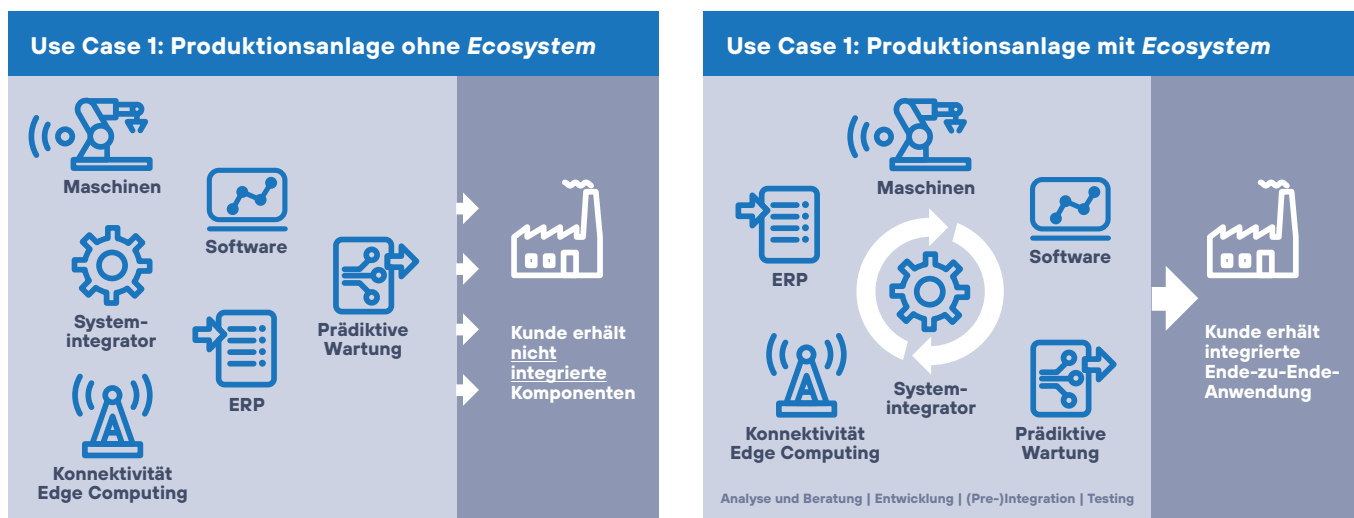 Use Case 1: Produktionsanlage ohne Ecosystem
Maschinen
Software
System-
integrator
Prädiktive
Wartung
ERP
Konnektivität
Edge Computing
Kunde erhält
nicht
integrierte
Komponenten
Use Case 1: Produktionsanlage mit Ecosystem
Maschinen
Software
ERP
System-
integrator
Konnektivität
Edge Computing
Prädiktive
Wartung
Analyse und Beratung | Entwicklung | (Pre-)Integration | Testing
Kunde erhält
integrierte
Ende-zu-Ende-
Anwendung